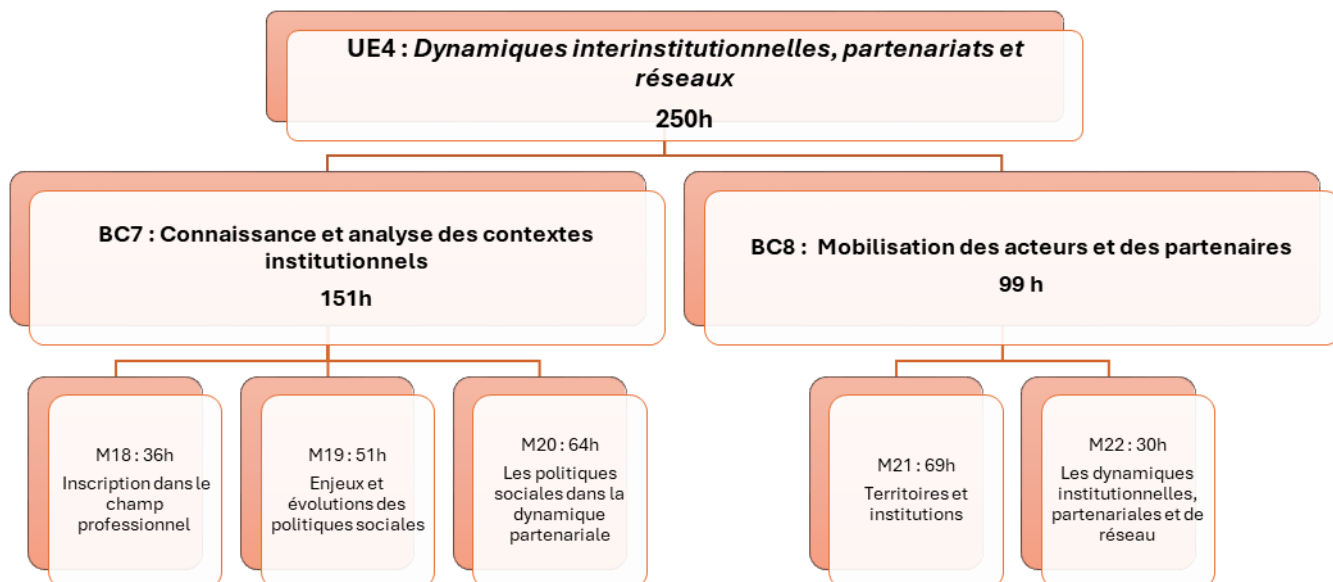 UE4 : Dynamiques interinstitutionnelles, partenariats et
réseaux
250h
BC7 : Connaissance et analyse des contextes
institutionnels
151h
BC8 :  Mobilisation des acteurs et des partenaires
99 h
M18 : 36h
Inscription dans le
champ
professionnel
M19 : 51h
Enjeux et
évolutions des
politiques sociales
M20 : 64h
Les politiques
sociales dans la
dynamique
partenariale
M21 : 69h
Territoires et
institutions
M22 : 30h
Les dynamiques
institutionnelles,
partenariales et de
réseau